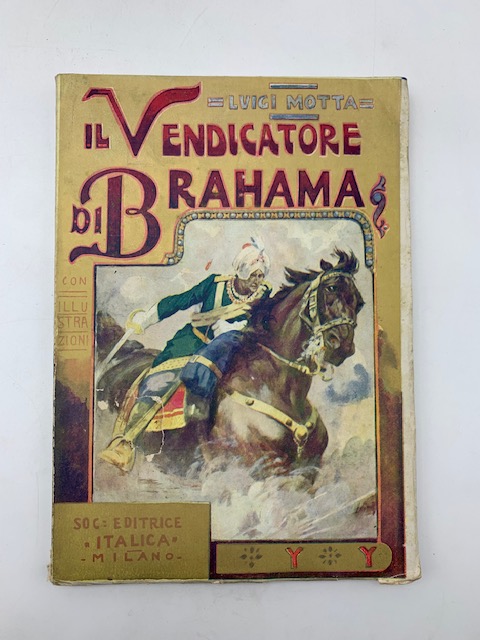 =LUIGI MOTTA=
IL VENDICATORE
DI BRAHAMA
CON
ILLU
STRA
ZIONI
SOC: EDITRICE
"ITALICA"
-MILANO-